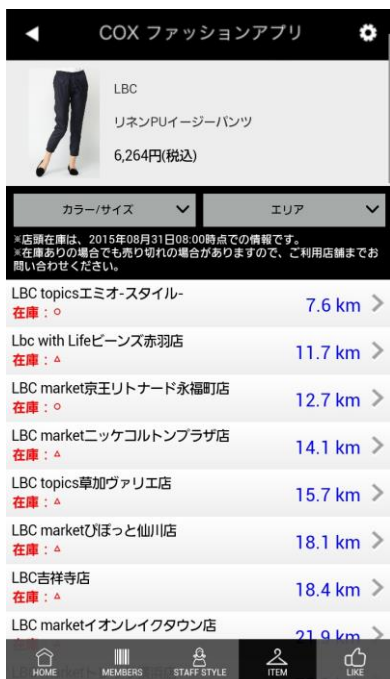 COX ファッションアプリ
LBC
リネンPUイージーパンツ
6,264円(税込)
カラー/サイズ
エリア
※店頭在庫は、2015年08月31日08:00時点での情報です。
※在庫ありの場合でも売り切れの場合がありますので、ご利用店舗までお
問い合わせください。
LBC topicsエミオ-スタイル-
在庫：○
7.6 km
Lbc with Lifeビーンズ赤羽店
在庫：△
11.7 km
LBC market京王リトナード永福町店
在庫：○
12.7 km
LBC marketニッケコルトンプラザ店
在庫：△
14.1 km
LBC topics草加ヴァリエ店
在庫：△
15.7 km
LBC marketぴぽっと仙川店
在庫：△
18.1 km
LBC吉祥寺店
在庫：△
18.4 km
LBC marketイオンレイクタウン店
21.9 km
HOME
MEMBERS
STAFF STYLE
ITEM
LIKE